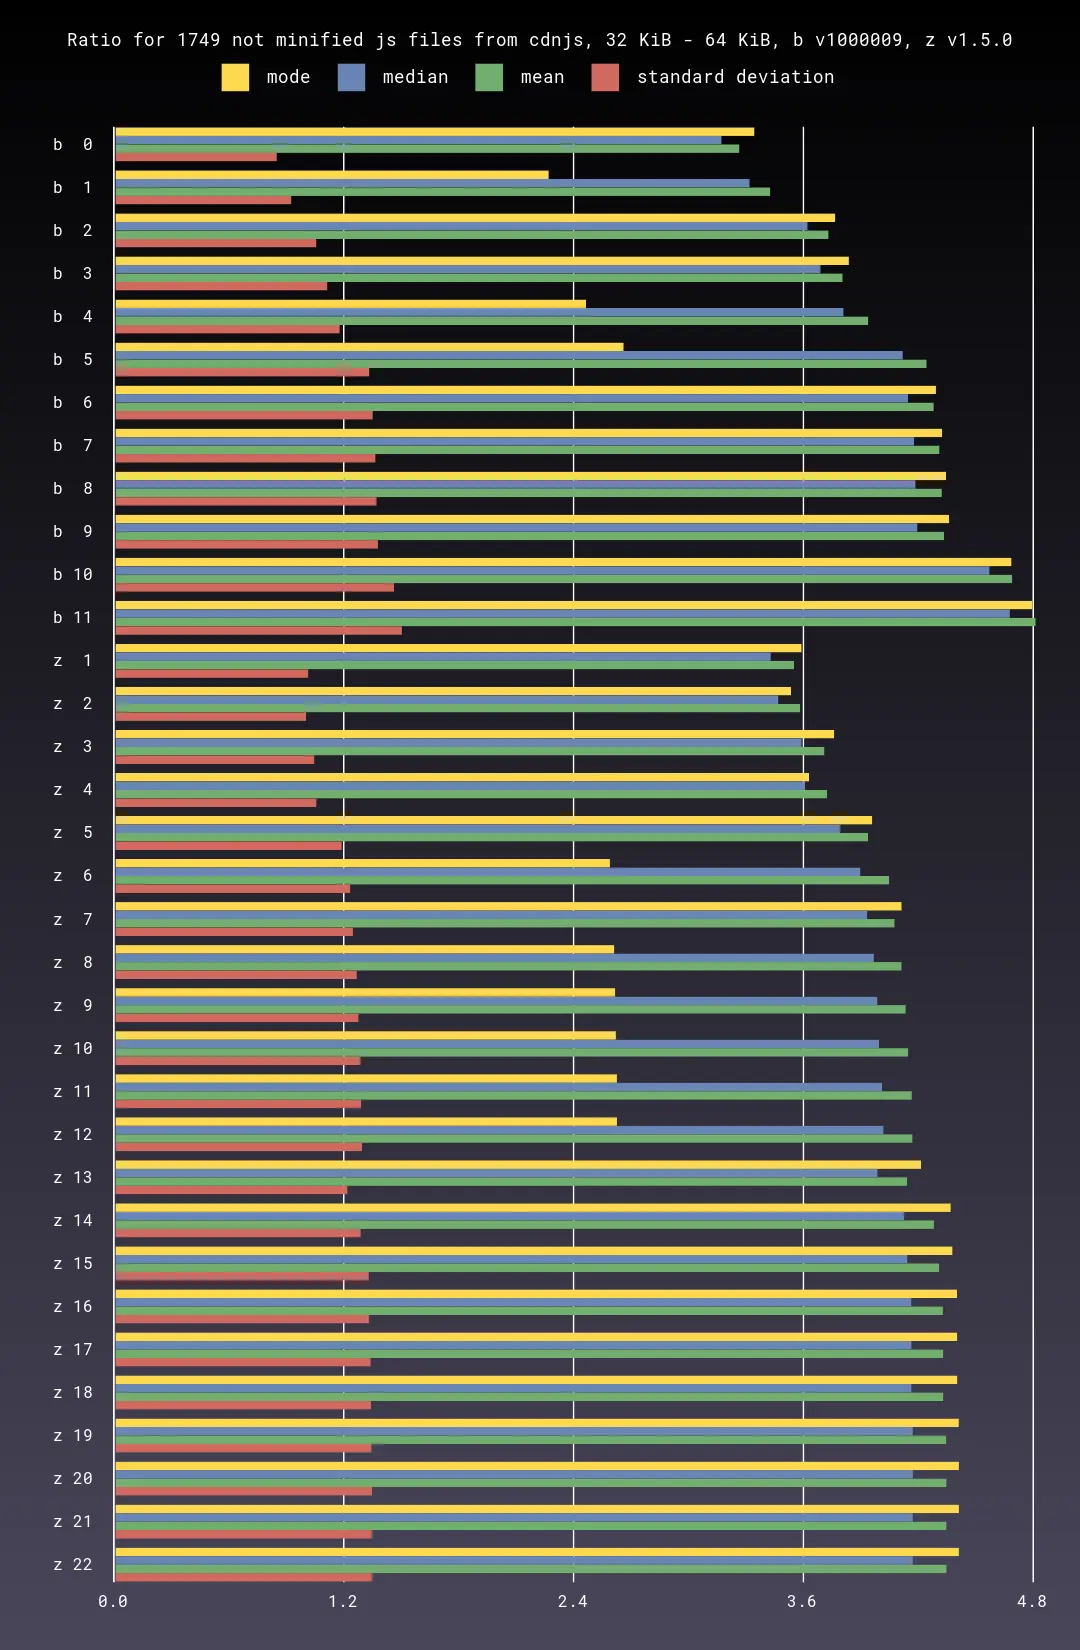 Ratio for 1749 not minified js files from cdnjs, 32 KiB - 64 KiB, b v1000009, z v1.5.0
mode median mean standard deviation
b 0
b 1
b 2
b 3
b 4
b 5
b 6
b 7
b 8
b 9
b 10
b 11
z 1
z 2
z 3
z 4
z 5
z 6
z 7
z 8
z 9
z 10
z 11
z 12
z 13
z 14
z 15
z 16
z 17
z 18
z 19
z 20
z 21
z 22
0.0 1.2 2.4 3.6 4.8